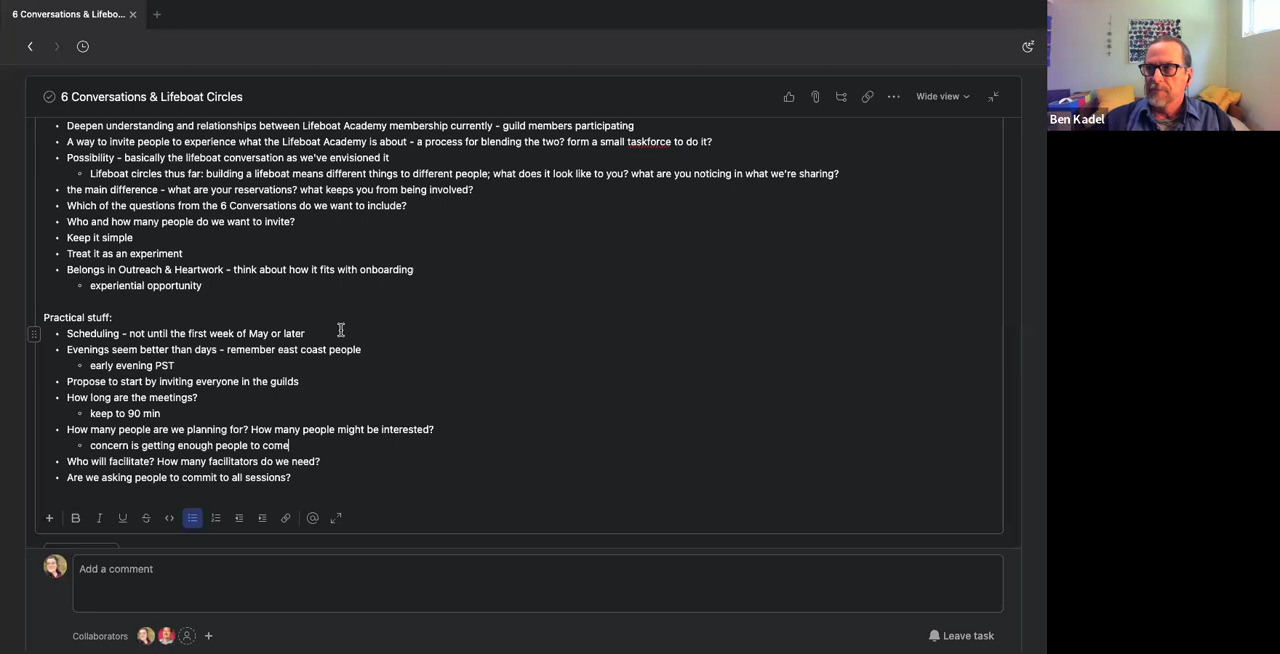 6 Conversations & Lifebo...
6 Conversations & Lifeboat Circles
Wide view
Deepen understanding and relationships between Lifeboat Academy membership currently - guild members participating
A way to invite people to experience what the Lifeboat Academy is about - a process for blending the two? form a small taskforce to do it?
Possibility - basically the lifeboat conversation as we've envisioned it
Lifeboat circles thus far: building a lifeboat means different things to different people; what does it look like to you? what are you noticing in what we're sharing?
the main difference - what are your reservations? what keeps you from being involved?
Which of the questions from the 6 Conversations do we want to include?
Who and how many people do we want to invite?
Keep it simple
Treat it as an experiment
Belongs in Outreach & Heartwork - think about how it fits with onboarding
experiential opportunity
Practical stuff:
Scheduling - not until the first week of May or later
Evenings seem better than days - remember east coast people
early evening PST
Propose to start by inviting everyone in the guilds
How long are the meetings?
keep to 90 min
How many people are we planning for? How many people might be interested?
concern is getting enough people to come
Who will facilitate? How many facilitators do we need?
Are we asking people to commit to all sessions?
Add a comment
Collaborators
Leave task
Ben Kadel